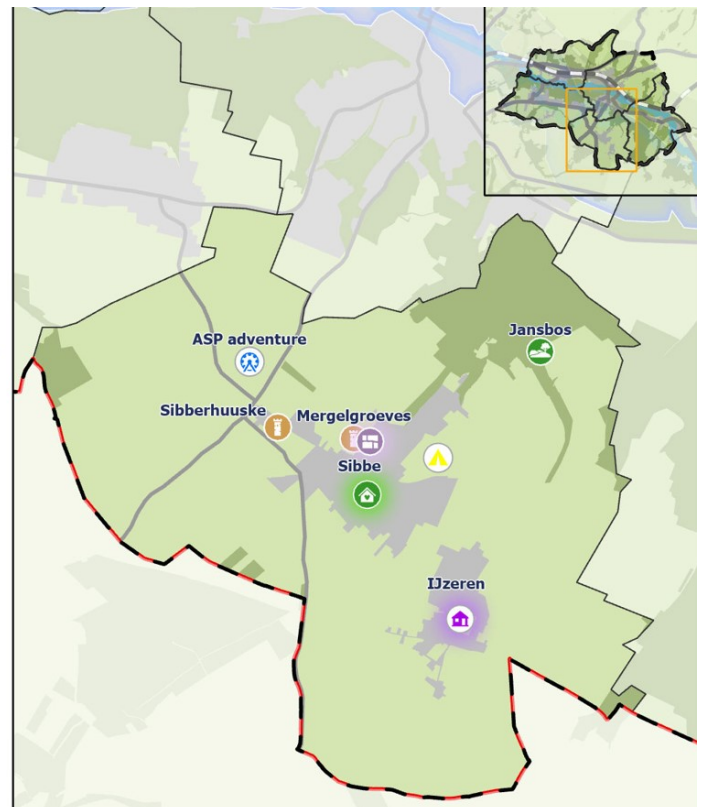 Jansbos
ASP adventure
Sibberhuuske
Mergelgroeves
Sibbe
IJzeren